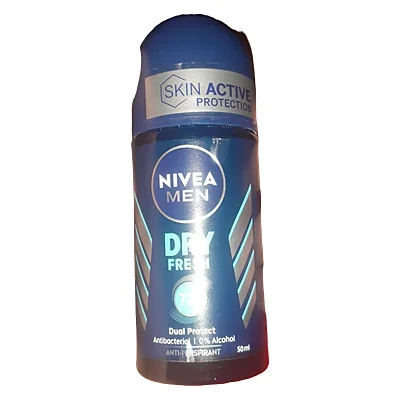 SKIN ACTIVE
PROTECTION
NIVEA
MEN
DRY
FRESH
Dual Protect
Antibacterial | 0% Alcohol
ANTI-PERSPIRANT
50ml